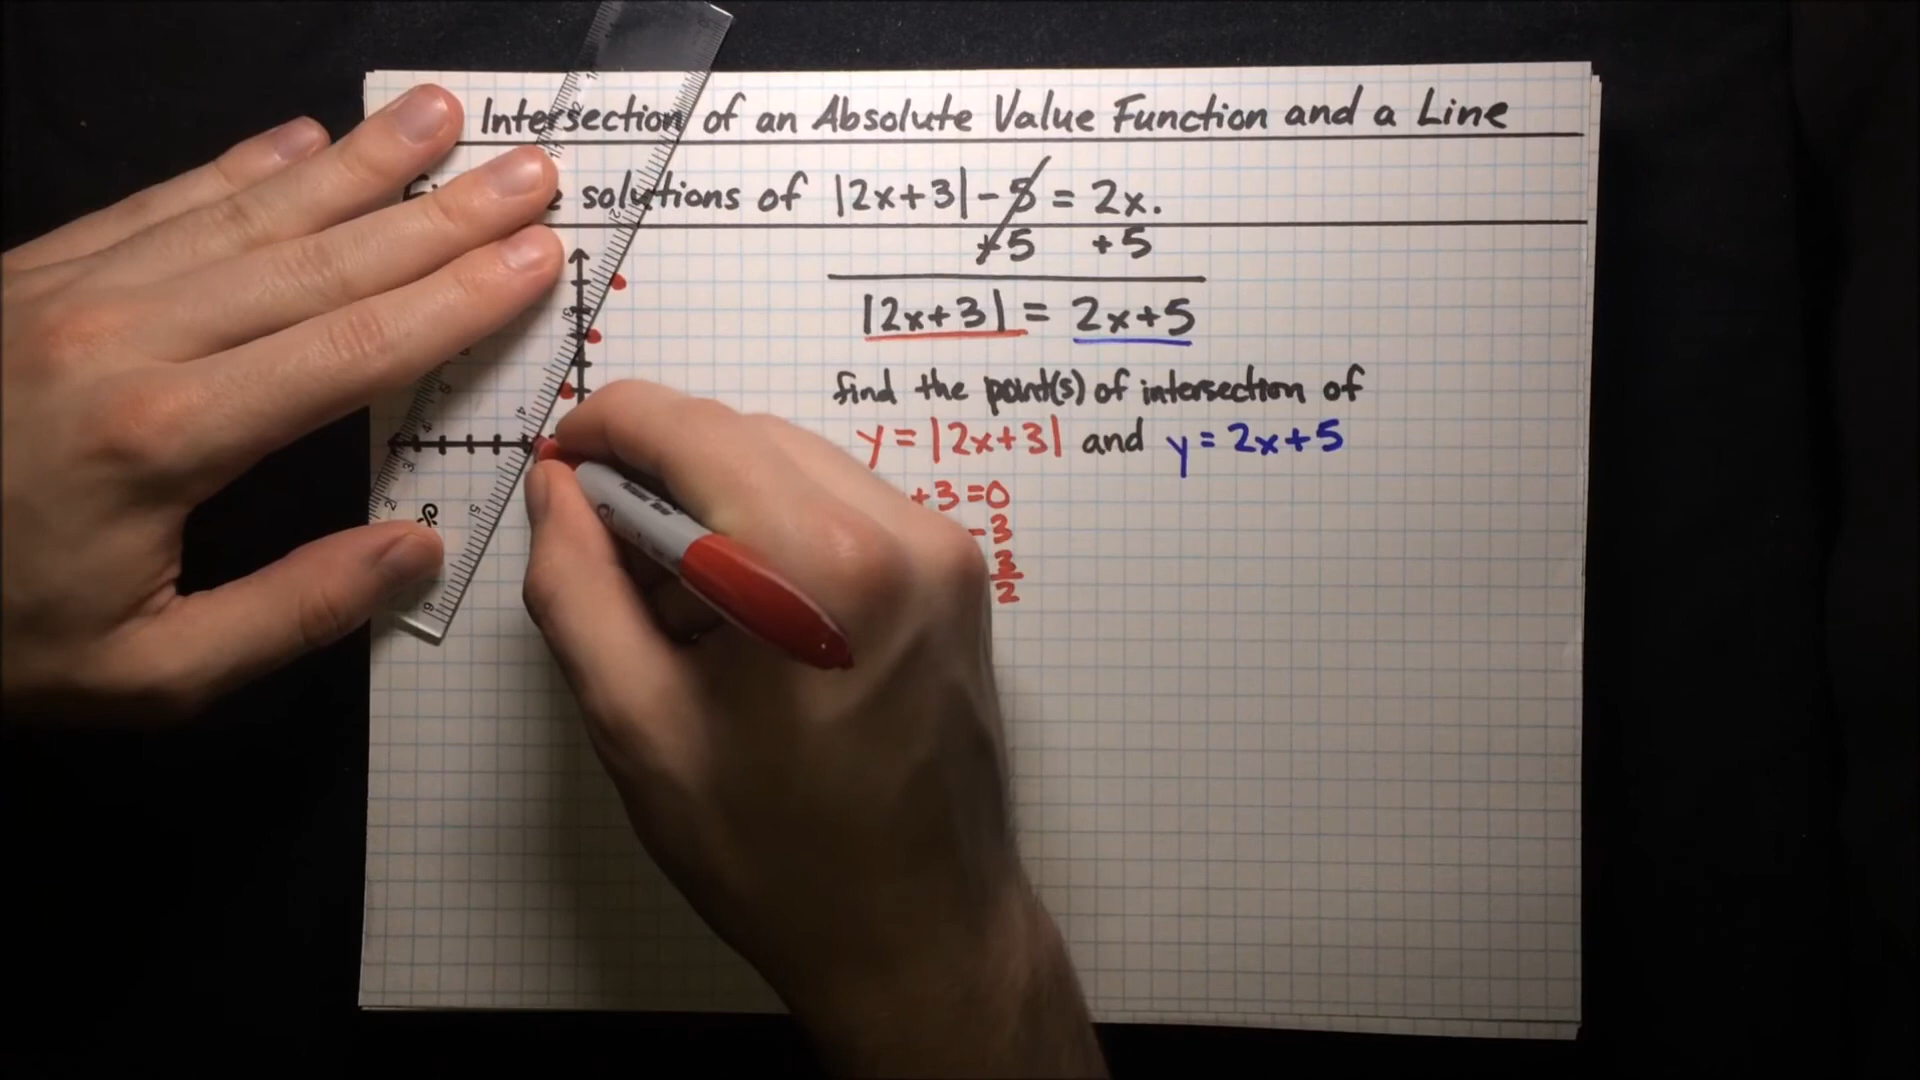 Intersection of an Absolute Value Function and a Line
solutions of |2x+3| - 5 = 2x.
+5 +5
|2x+3| = 2x+5
find the point(s) of intersection of
y = |2x+3| and y = 2x+5
+3 = 0
-3
3
2